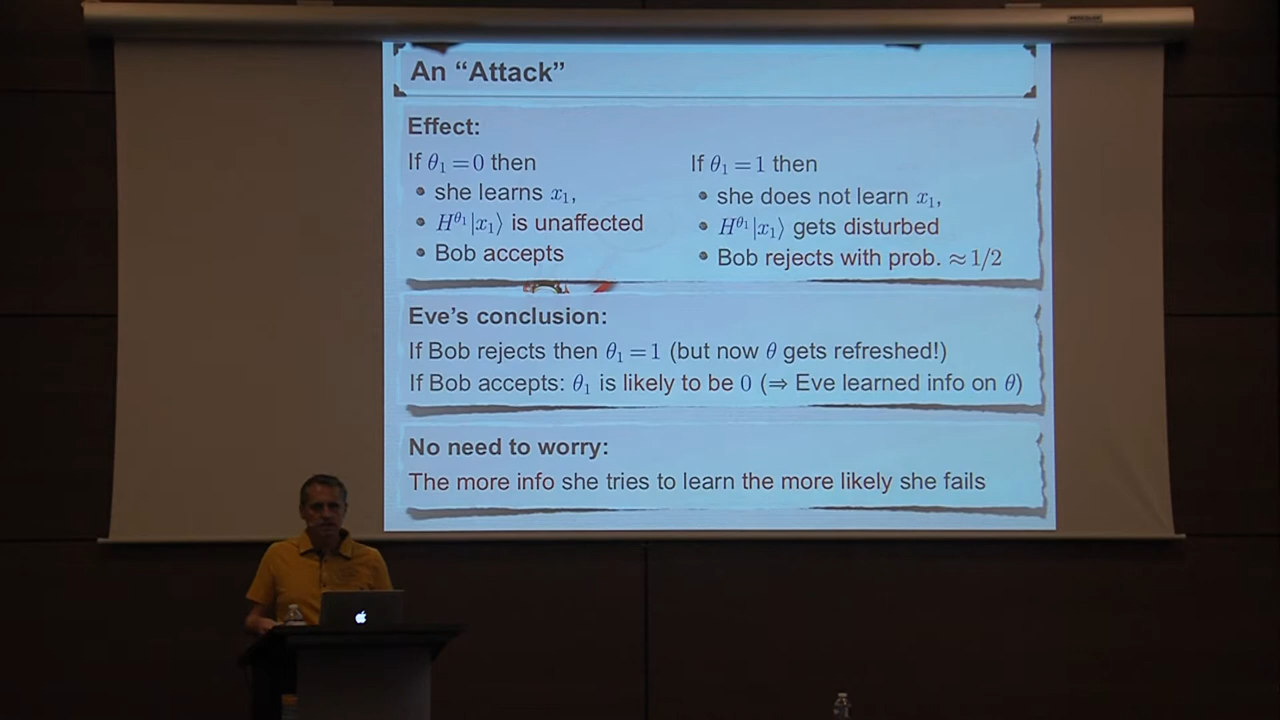 An “Attack”
Effect:
If θ₁ = 0 then
• she learns x₁,
• H^θ₁|x₁⟩ is unaffected
• Bob accepts
If θ₁ = 1 then
• she does not learn x₁,
• H^θ₁|x₁⟩ gets disturbed
• Bob rejects with prob. ≈ 1/2
Eve’s conclusion:
If Bob rejects then θ₁ = 1 (but now θ gets refreshed!)
If Bob accepts: θ₁ is likely to be 0 (⇒ Eve learned info on θ)
No need to worry:
The more info she tries to learn the more likely she fails